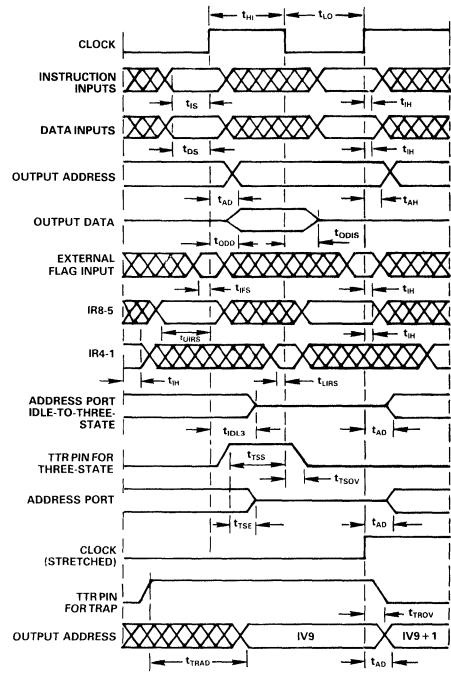 tHI tLO
CLOCK
INSTRUCTION
INPUTS
tIS tIH
DATA INPUTS
tDS tIH
OUTPUT ADDRESS
tAD tAH
OUTPUT DATA
tODD tODIS
EXTERNAL
FLAG INPUT
tIFS tIH
IR8-5
tUIRS tIH
IR4-1
tIH tLIRS
ADDRESS PORT
IDLE-TO-THREE-
STATE
tIDL3 tAD
TTR PIN FOR
THREE-STATE
tTSS
tTSOV
ADDRESS PORT
tTSE tAD
CLOCK
(STRETCHED)
TTR PIN
FOR TRAP
tTROV
OUTPUT ADDRESS IV9 IV9 + 1
tTRAD tAD